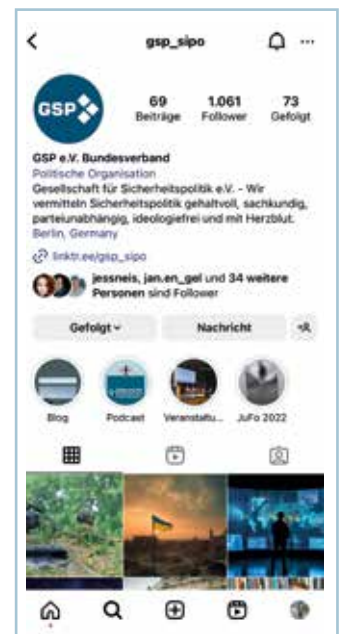 gsp_sipo
GSP
69 1.061 73
Beiträge Follower Gefolgt
GSP e.V. Bundesverband
Politische Organisation
Gesellschaft für Sicherheitspolitik e.V. - Wir
vermitteln Sicherheitspolitik gehaltvoll, sachkundig,
parteiunabhängig, ideologiefrei und mit Herzblut.
Berlin, Germany
linktr.ee/gsp_sipo
jessneis, jan.en_gel und 34 weitere
Personen sind Follower
Gefolgt Nachricht
Blog Podcast Veranstaltu... JuFo 2022